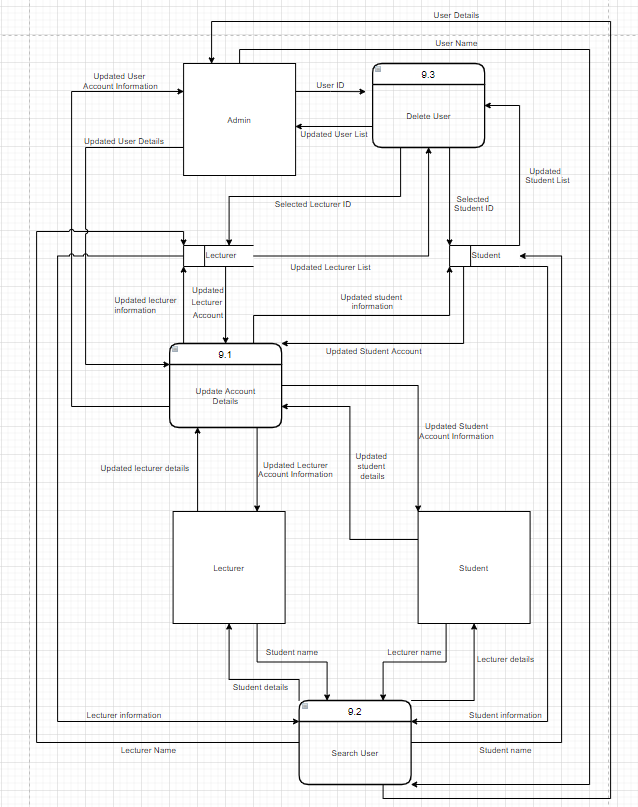 User Details
User Name
Updated User
Account Information
User ID
9.3
Admin
Delete User
Updated User List
Updated User Details
Updated
Student List
Selected Lecturer ID
Selected
Student ID
Lecturer
Student
Updated Lecturer List
Updated lecturer
information
Updated
Lecturer
Account
Updated student
information
9.1
Updated Student Account
Update Account
Details
Updated Student
Account Information
Updated lecturer details
Updated Lecturer
Account Information
Updated
student
details
Lecturer
Student
Student name
Lecturer name
Lecturer details
Student details
9.2
Lecturer information
Student information
Lecturer Name
Search User
Student name